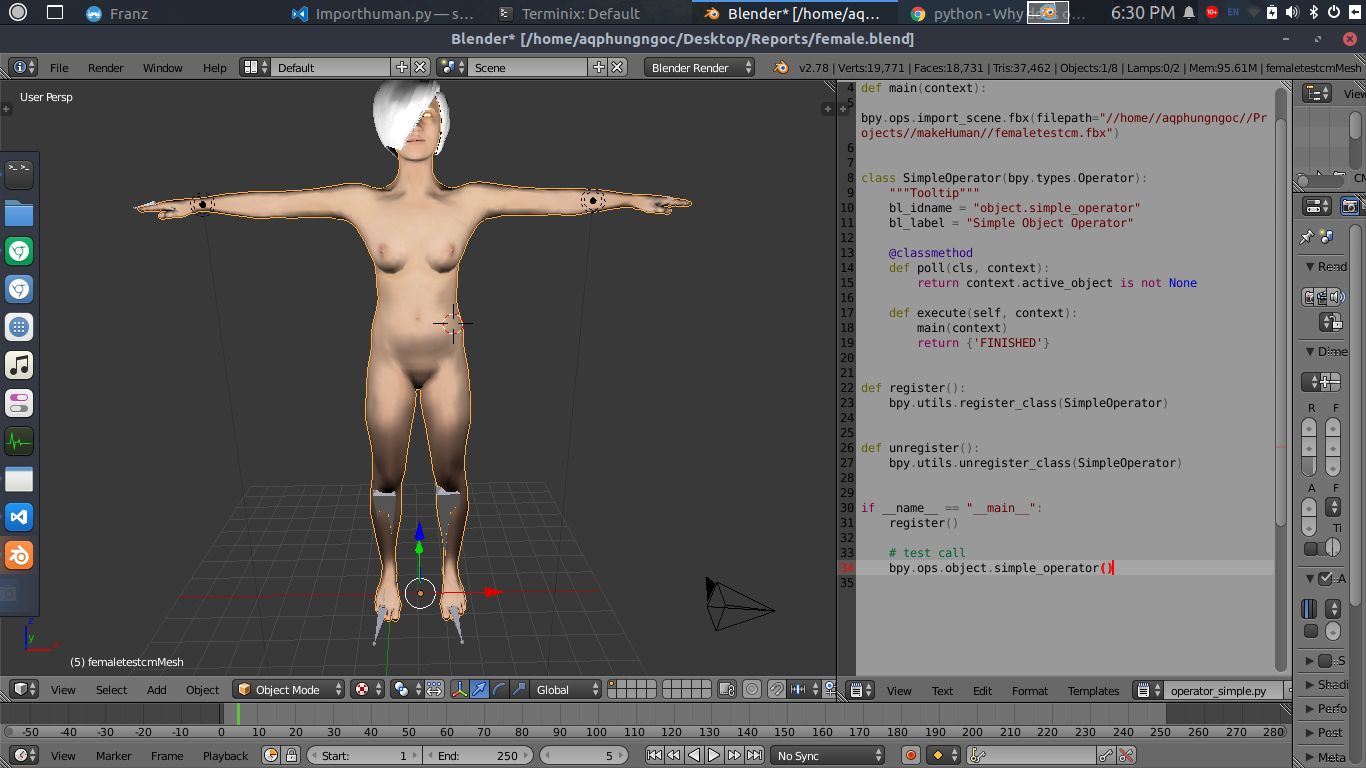 Franz
Importhuman.py — s…
Terminix: Default
Blender* [/home/aqp…
python - Why does o…
6:30 PM
10+
EN
Blender* [/home/aqphungngoc/Desktop/Reports/female.blend]
File
Render
Window
Help
Default
Scene
Blender Render
v2.78 | Verts:19,771 | Faces:18,731 | Tris:37,462 | Objects:1/8 | Lamps:0/2 | Mem:95.61M | femaletestcmMesh
User Persp
4 def main(context):
5
bpy.ops.import_scene.fbx(filepath="//home//aqphungngoc//Pr
ojects//makeHuman//femaletestcm.fbx")
6
7
8 class SimpleOperator(bpy.types.Operator):
9 """Tooltip"""
10 bl_idname = "object.simple_operator"
11 bl_label = "Simple Object Operator"
12
13 @classmethod
14 def poll(cls, context):
15 return context.active_object is not None
16
17 def execute(self, context):
18 main(context)
19 return {'FINISHED'}
20
21
22 def register():
23 bpy.utils.register_class(SimpleOperator)
24
25
26 def unregister():
27 bpy.utils.unregister_class(SimpleOperator)
28
29
30 if __name__ == "__main__":
31 register()
32
33 # test call
34 bpy.ops.object.simple_operator()
35
View
Rend
Dime
R F
A F
Ti
A
S
Shadi
Perfo
Post
Meta
z
y
x
(5) femaletestcmMesh
View
Select
Add
Object
Object Mode
Global
View
Text
Edit
Format
Templates
operator_simple.py
-50 -40 -30 -20 -10 0 10 20 30 40 50 60 70 80 90 100 110 120 130 140 150 160 170 180 190 200 210 220 230 240 250 260 270 280
View
Marker
Frame
Playback
Start: 1
End: 250
5
No Sync